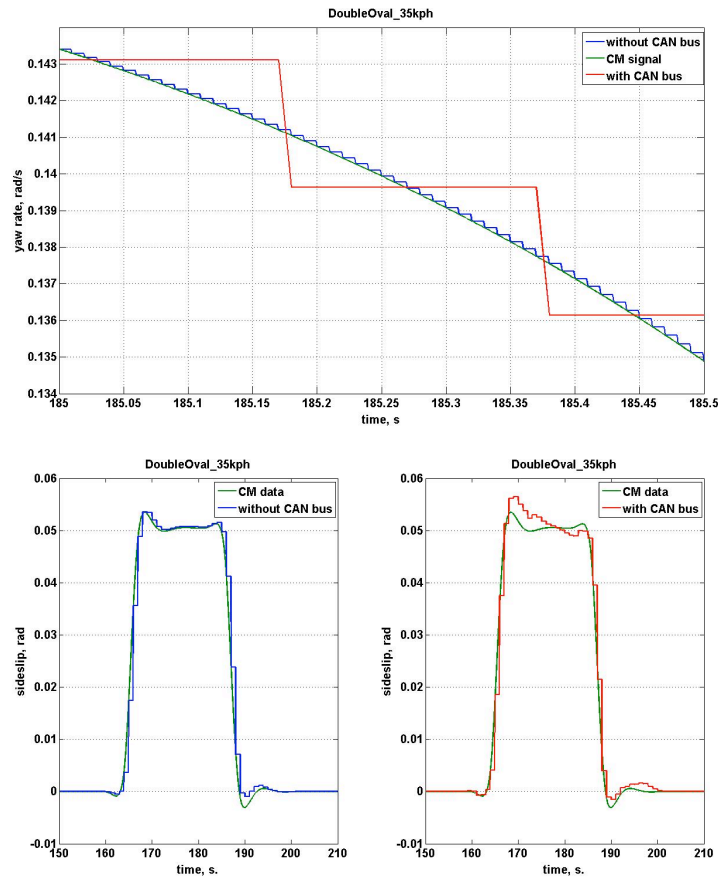 DoubleOval_35kph
without CAN bus
CM signal
with CAN bus
yaw rate, rad/s
0.143
0.142
0.141
0.14
0.139
0.138
0.137
0.136
0.135
0.134
185 185.05 185.1 185.15 185.2 185.25 185.3 185.35 185.4 185.45 185.5
time, s
DoubleOval_35kph
CM data
without CAN bus
sideslip, rad
0.06
0.05
0.04
0.03
0.02
0.01
0
-0.01
150 160 170 180 190 200 210
time, s.
DoubleOval_35kph
CM data
with CAN bus
sideslip, rad
0.06
0.05
0.04
0.03
0.02
0.01
0
-0.01
150 160 170 180 190 200 210
time, s.